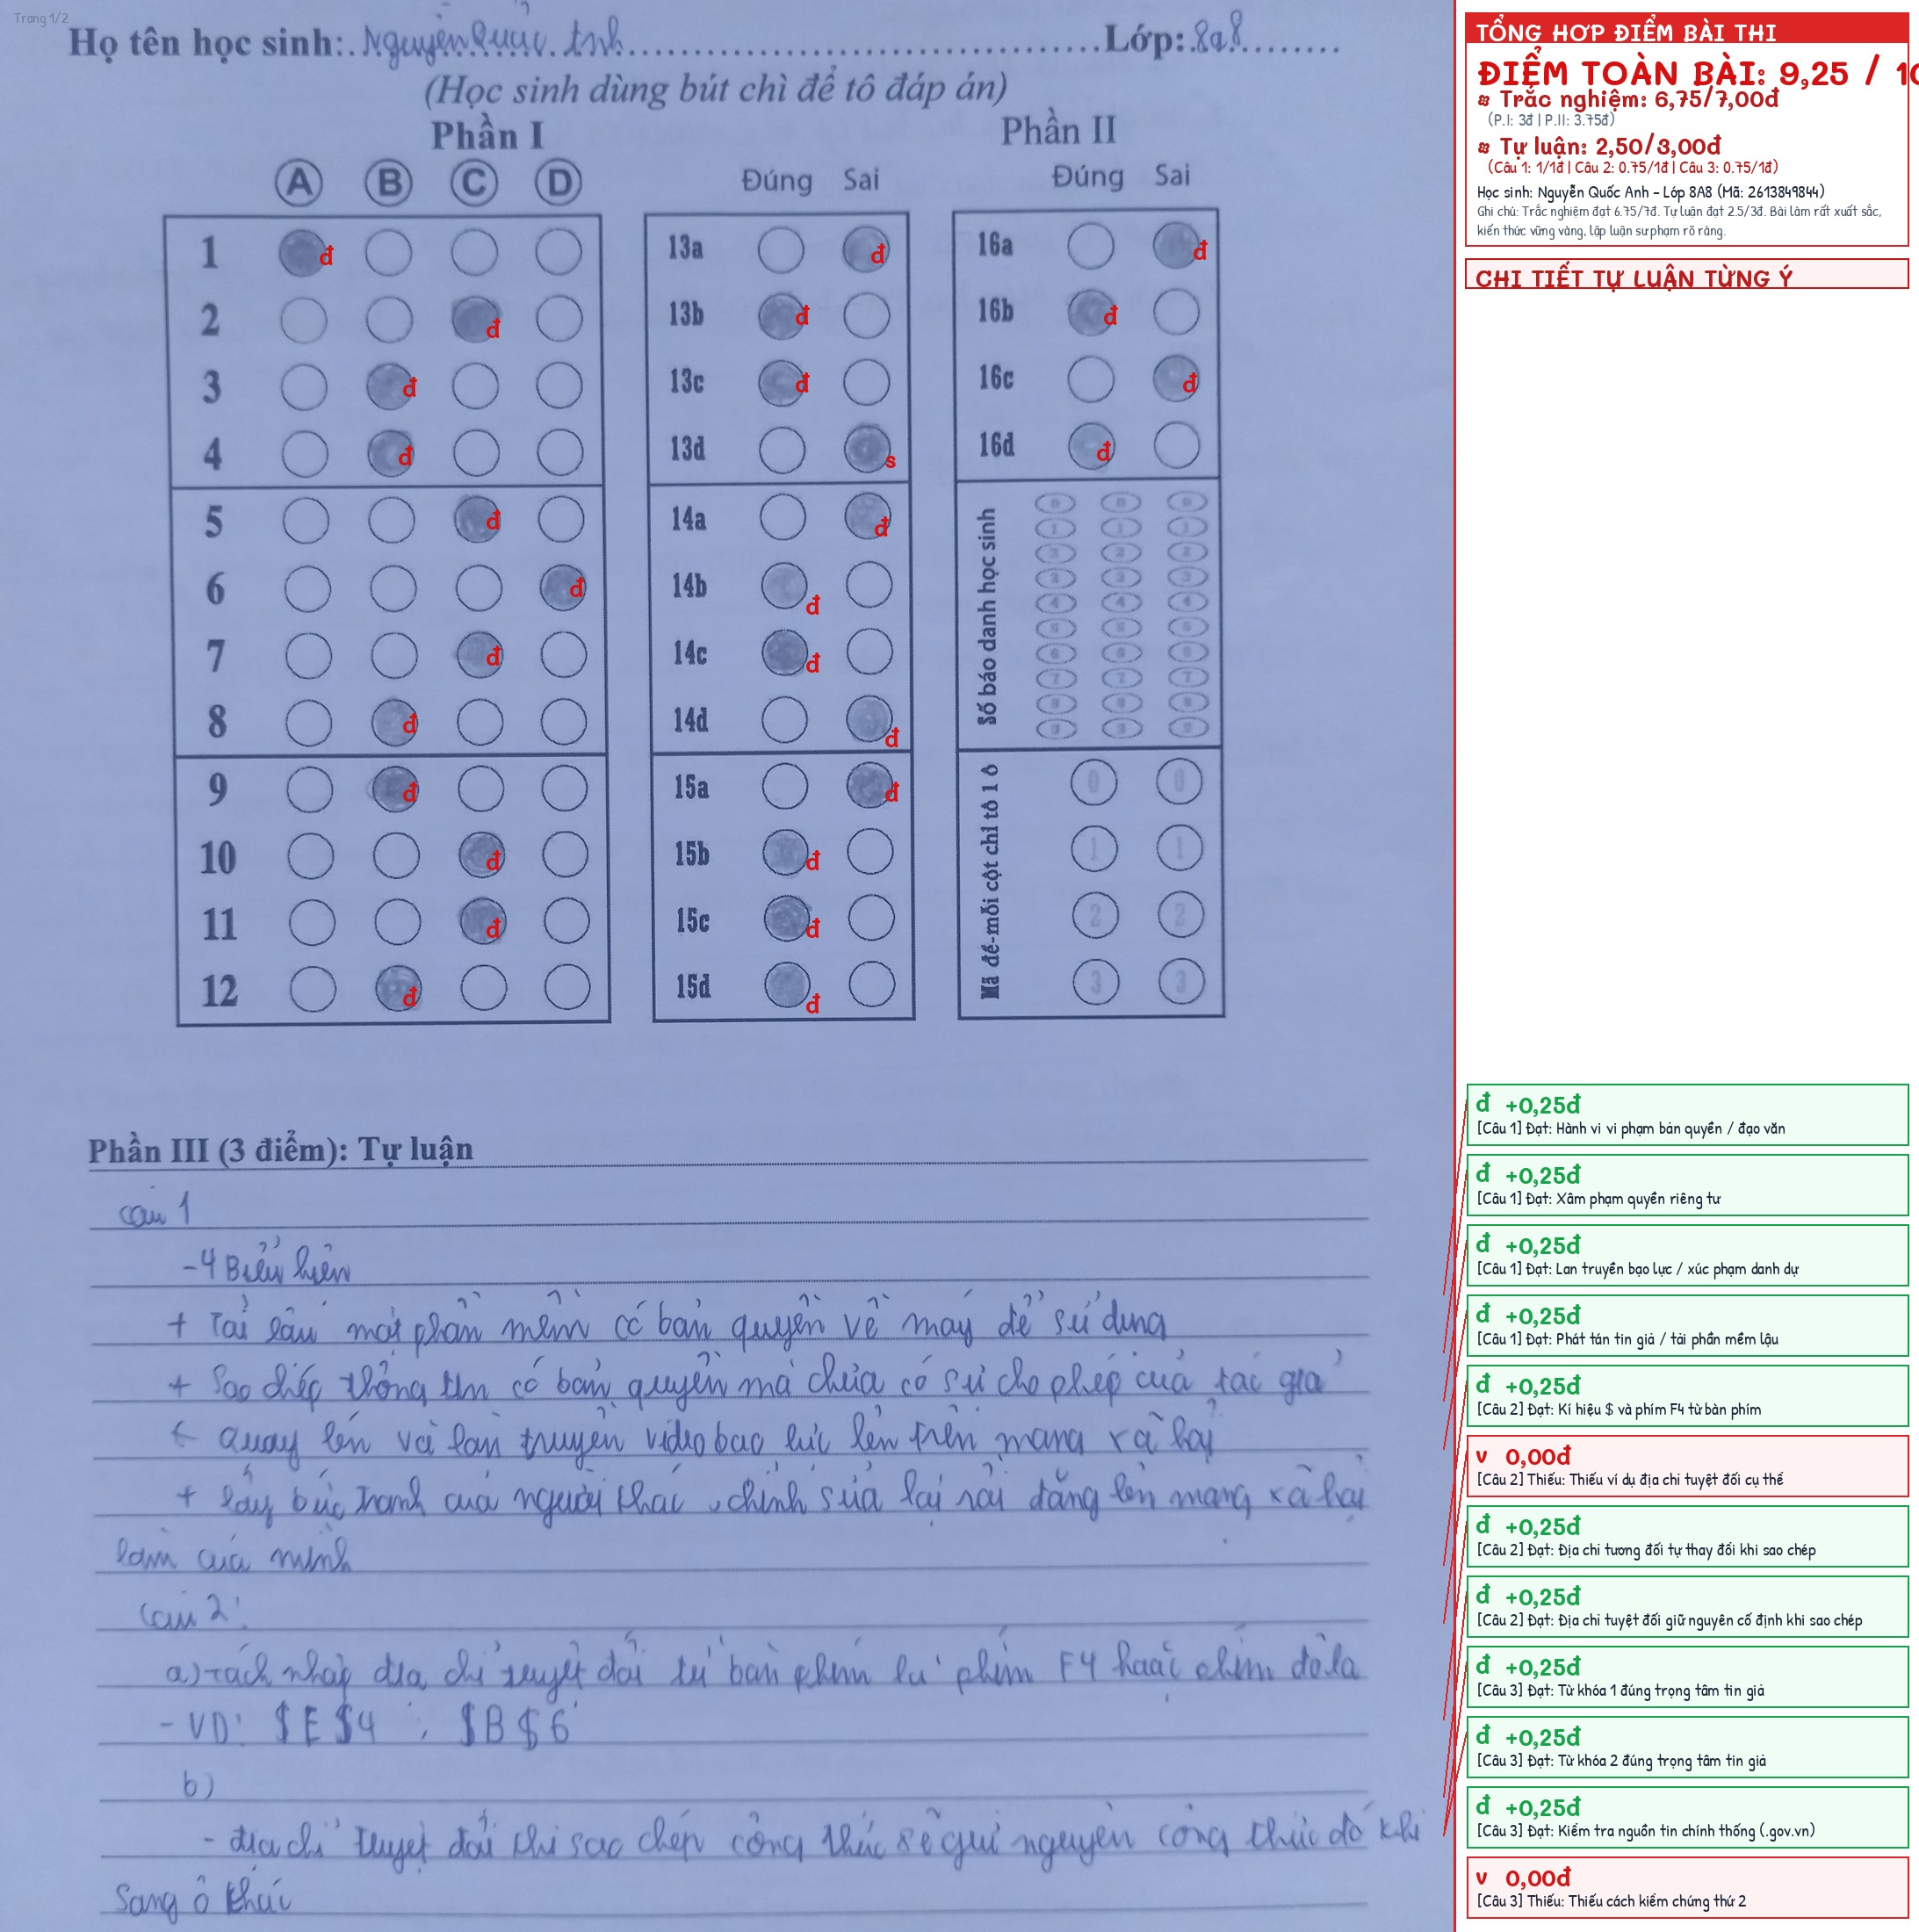 Trang 1/2
Họ tên học sinh: Nguyễn Quốc Anh Lớp: 8a8
(Học sinh dùng bút chì để tô đáp án)
Phần I
Phần II
A B C D
Đúng Sai
Đúng Sai
1 đ
2 đ
3 đ
4 đ
5 đ
6 đ
7 đ
8 đ
9 đ
10 đ
11 đ
12 đ
13a đ
13b đ
13c đ
13d s
14a đ
14b đ
14c đ
14d đ
15a đ
15b đ
15c đ
15d đ
16a đ
16b đ
16c đ
16d đ
Số báo danh học sinh
Mã đề-mỗi cột chỉ tô 1 ô
0 0
1 1
2 2
3 3
Phần III (3 điểm): Tự luận
câu 1
- 4 Biểu hiện
+ Tải lậu một phần mềm có bản quyền về máy để sử dụng
+ Sao chép thông tin có bản quyền mà chưa có sự cho phép của tác giả
+ quay lén và lan truyền video bạo lực lên trên mạng xã hội
+ lấy bức tranh của người khác, chỉnh sửa lại rồi đăng lên mạng xã hội
làm của mình
câu 2:
a) cách nhập địa chỉ tuyệt đối từ bàn phím là phím F4 hoặc phím đô la
- VD: $E$4 ; $B$6
b)
- địa chỉ tuyệt đối khi sao chép công thức sẽ giữ nguyên công thức đó khi
sang ô khác
TỔNG HỢP ĐIỂM BÀI THI
ĐIỂM TOÀN BÀI: 9,25 / 10
Trắc nghiệm: 6,75/7,00đ
(P.I: 3đ | P.II: 3.75đ)
Tự luận: 2,50/3,00đ
(Câu 1: 1/1đ | Câu 2: 0.75/1đ | Câu 3: 0.75/1đ)
Học sinh: Nguyễn Quốc Anh - Lớp 8A8 (Mã: 2613849844)
Ghi chú: Trắc nghiệm đạt 6.75/7đ. Tự luận đạt 2.5/3đ. Bài làm rất xuất sắc,
kiến thức vững vàng, lập luận sư phạm rõ ràng.
CHI TIẾT TỰ LUẬN TỪNG Ý
đ +0,25đ
[Câu 1] Đạt: Hành vi vi phạm bản quyền / đạo văn
đ +0,25đ
[Câu 1] Đạt: Xâm phạm quyền riêng tư
đ +0,25đ
[Câu 1] Đạt: Lan truyền bạo lực / xúc phạm danh dự
đ +0,25đ
[Câu 1] Đạt: Phát tán tin giả / tải phần mềm lậu
đ +0,25đ
[Câu 2] Đạt: Kí hiệu $ và phím F4 từ bàn phím
v 0,00đ
[Câu 2] Thiếu: Thiếu ví dụ địa chỉ tuyệt đối cụ thể
đ +0,25đ
[Câu 2] Đạt: Địa chỉ tương đối tự thay đổi khi sao chép
đ +0,25đ
[Câu 2] Đạt: Địa chỉ tuyệt đối giữ nguyên cố định khi sao chép
đ +0,25đ
[Câu 3] Đạt: Từ khóa 1 đúng trọng tâm tin giả
đ +0,25đ
[Câu 3] Đạt: Từ khóa 2 đúng trọng tâm tin giả
đ +0,25đ
[Câu 3] Đạt: Kiểm tra nguồn tin chính thống (.gov.vn)
v 0,00đ
[Câu 3] Thiếu: Thiếu cách kiểm chứng thứ 2